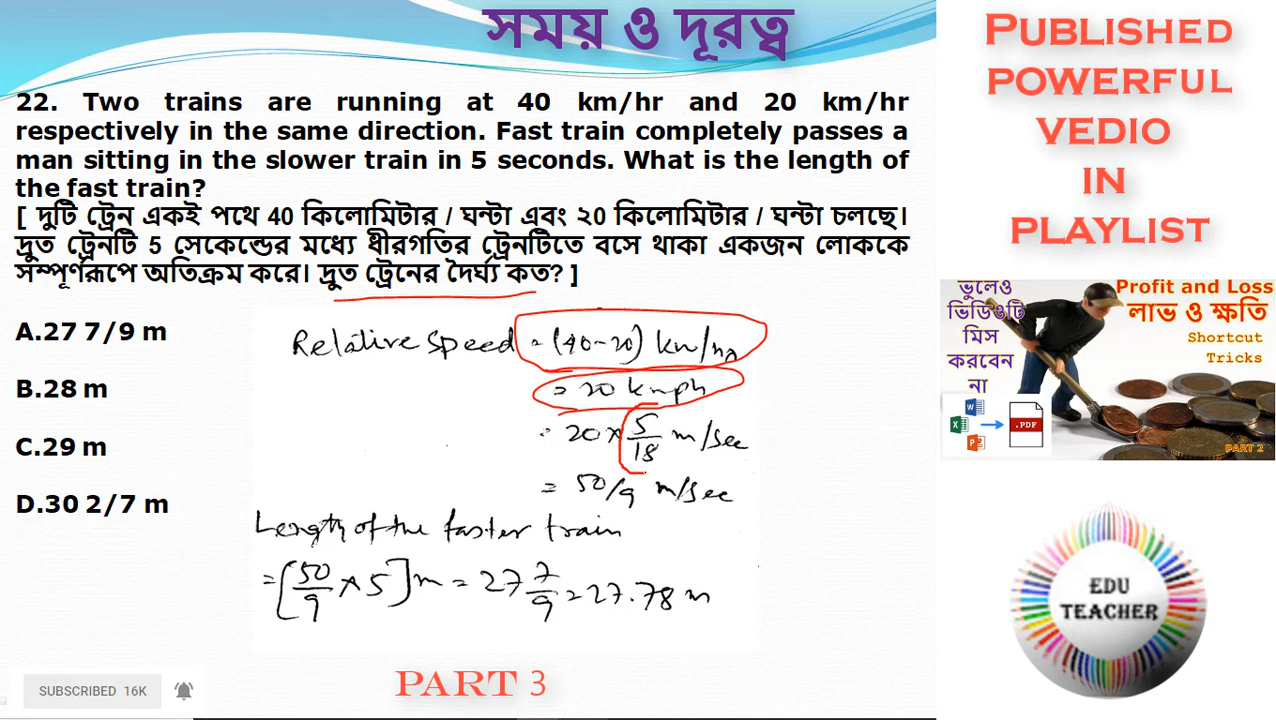 সময় ও দূরত্ব
22. Two trains are running at 40 km/hr and 20 km/hr
respectively in the same direction. Fast train completely passes a
man sitting in the slower train in 5 seconds. What is the length of
the fast train?
[ দুটি ট্রেন একই পথে 40 কিলোমিটার / ঘন্টা এবং ২0 কিলোমিটার / ঘন্টা চলছে।
দ্রুত ট্রেনটি 5 সেকেন্ডের মধ্যে ধীরগতির ট্রেনটিতে বসে থাকা একজন লোককে
সম্পূর্ণরূপে অতিক্রম করে। দ্রুত ট্রেনের দৈর্ঘ্য কত? ]
A.27 7/9 m
B.28 m
C.29 m
D.30 2/7 m
Relative Speed = (40-20) km/hr
= 20 kmph
= 20 × 5/18 m/sec
= 50/9 m/sec
Length of the faster train
= [50/9 × 5] m = 27 7/9 = 27.78 m
PART 3
SUBSCRIBED 16K
PUBLISHED
POWERFUL
VEDIO
IN
PLAYLIST
ভুলেও
ভিডিওটি
মিস
করবেন
না
Profit and Loss
লাভ ও ক্ষতি
Shortcut
Tricks
W
X
P
.PDF
PART 2
EDU
TEACHER